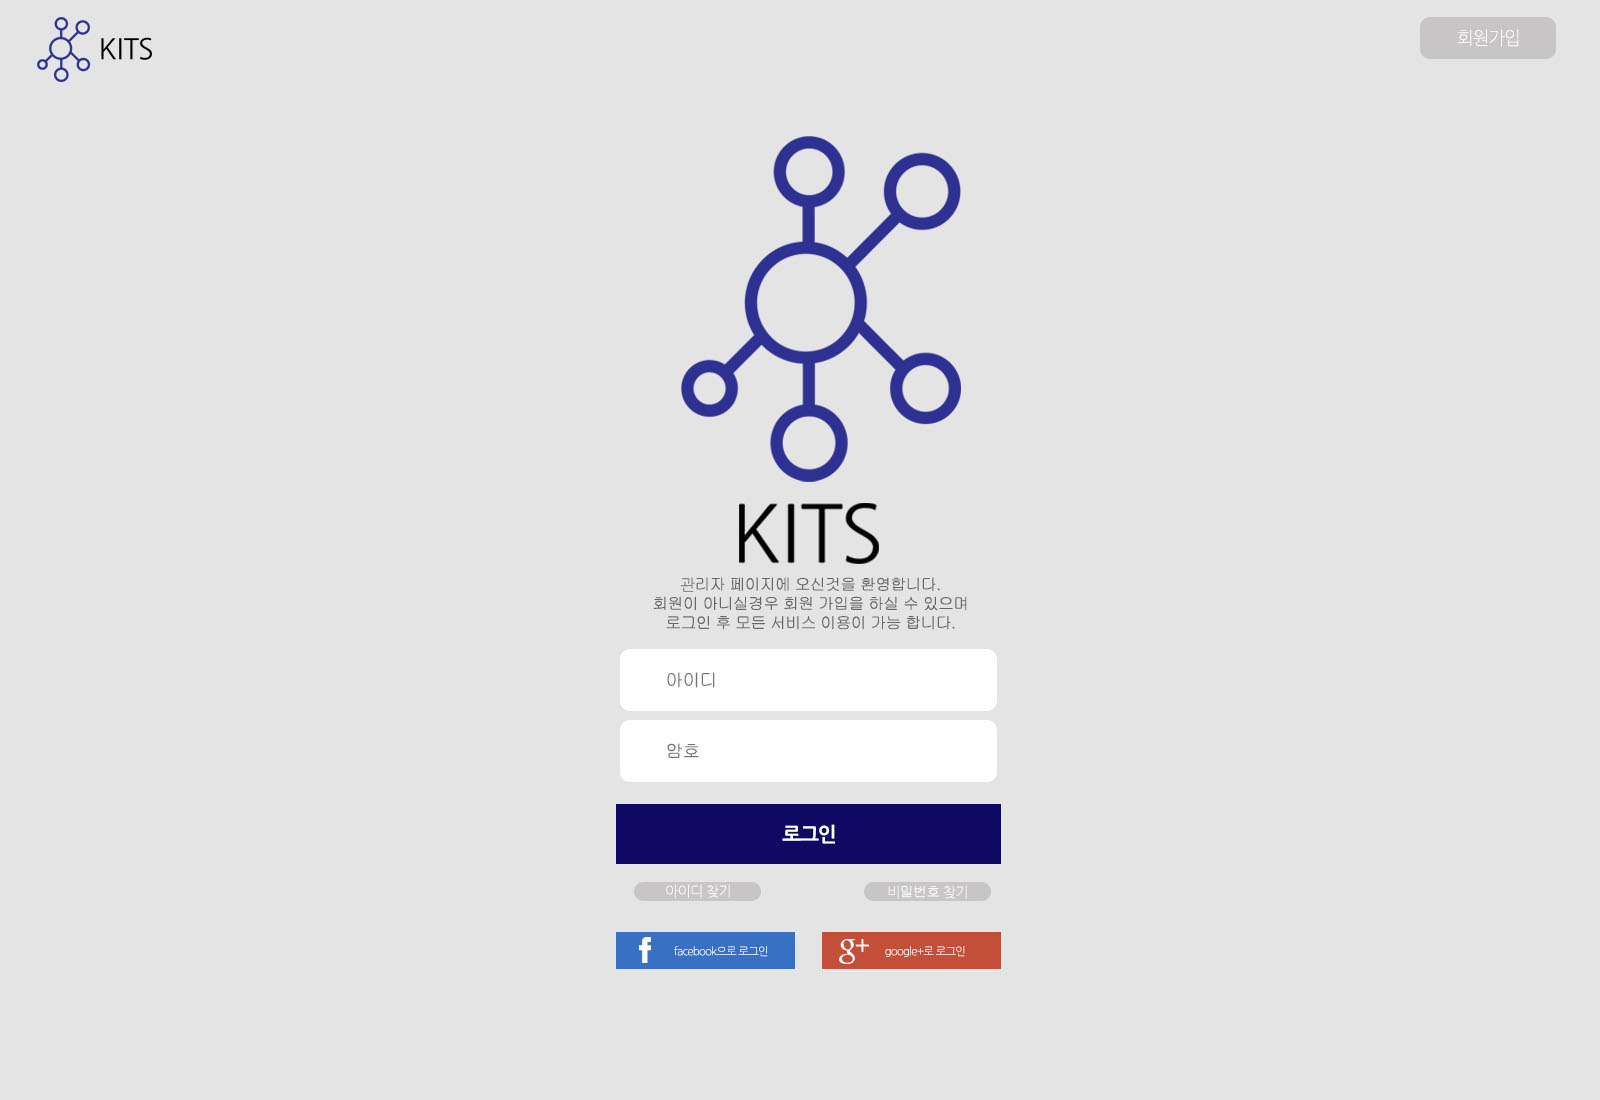 KITS
회원가입
KITS
관리자 페이지에 오신것을 환영합니다.
회원이 아니실경우 회원 가입을 하실 수 있으며
로그인 후 모든 서비스 이용이 가능 합니다.
아이디
암호
로그인
아이디 찾기
비밀번호 찾기
f facebook으로 로그인
g+ google+로 로그인